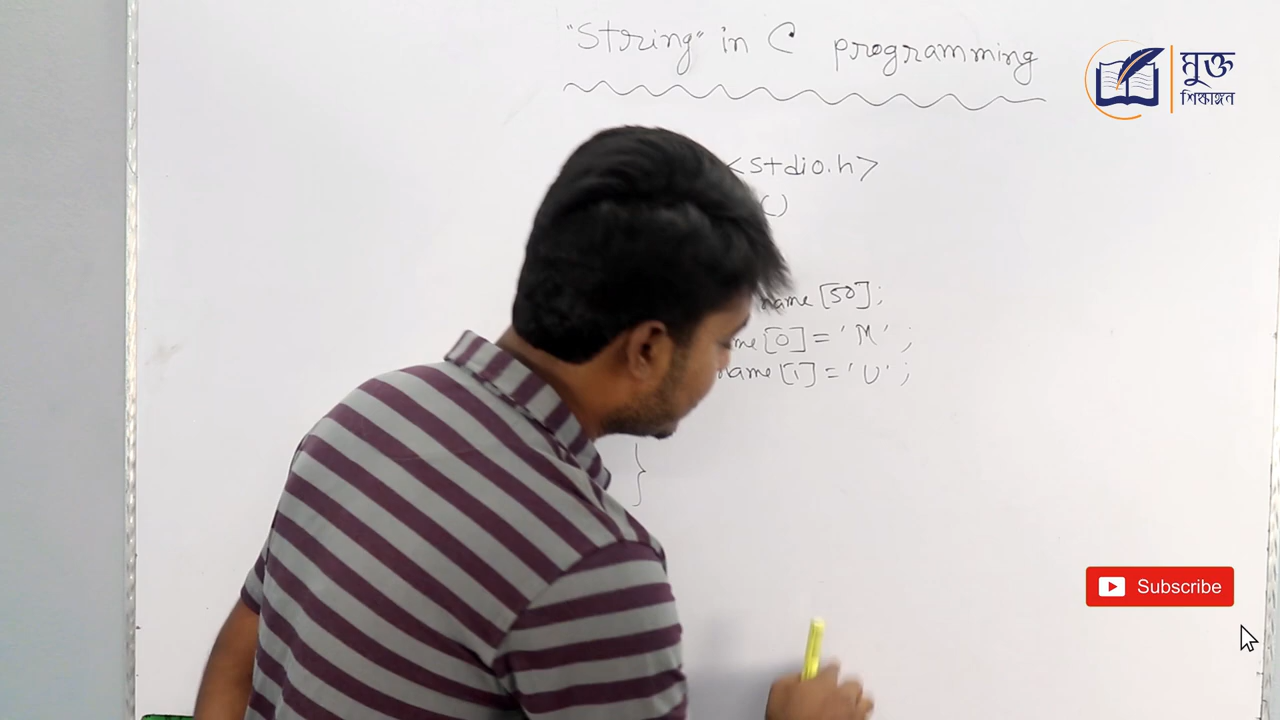 "String" in C programming
মুক্ত
শিক্ষাঙ্গন
<stdio.h>
()
name[50];
me[0] = 'M' ;
name[1] = 'U' ;
}
Subscribe